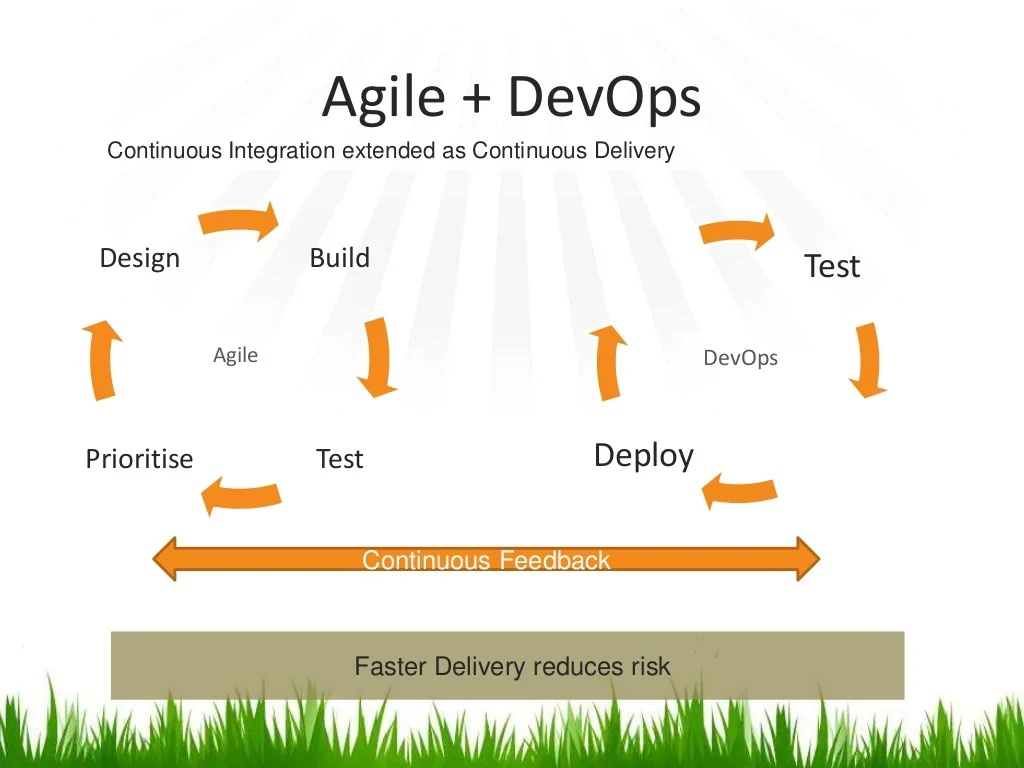 Agile + DevOps
Continuous Integration extended as Continuous Delivery
Design
Build
Agile
Prioritise
Test
Test
DevOps
Deploy
Continuous Feedback
Faster Delivery reduces risk